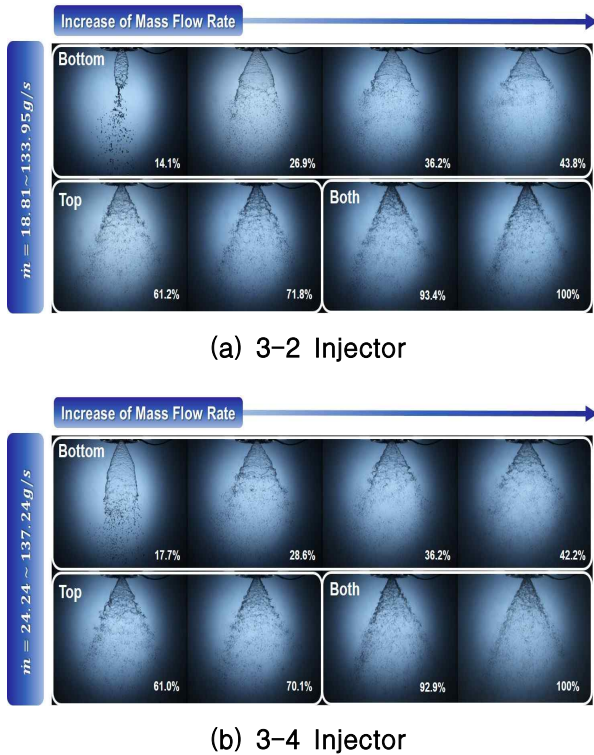 Increase of Mass Flow Rate
ṁ = 18.81~133.95g/s
Bottom
14.1%
26.9%
36.2%
43.8%
Top
61.2%
71.8%
Both
93.4%
100%
(a) 3-2 Injector
Increase of Mass Flow Rate
ṁ = 24.24 ~ 137.24g/s
Bottom
17.7%
28.6%
36.2%
42.2%
Top
61.0%
70.1%
Both
92.9%
100%
(b) 3-4 Injector